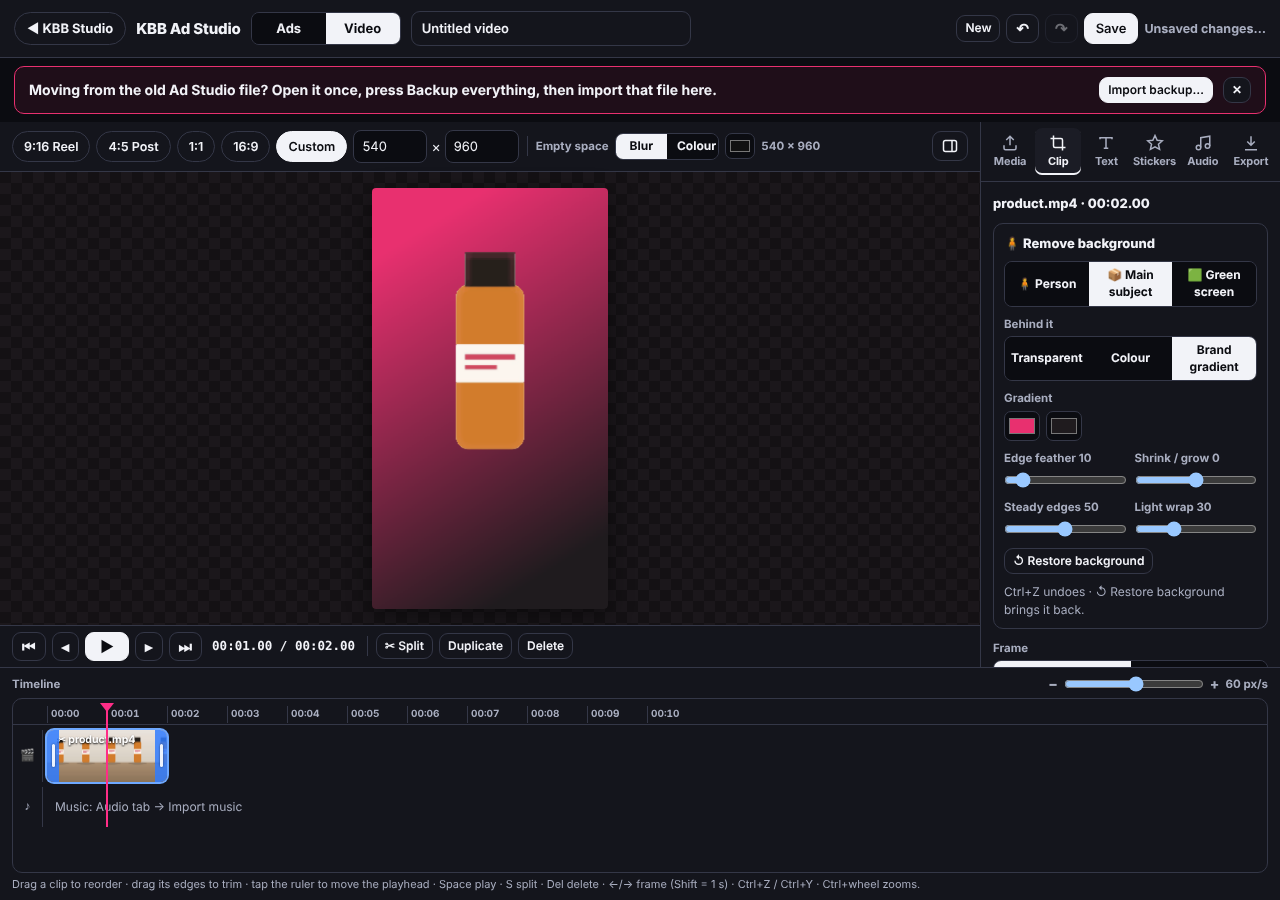 ◀ KBB Studio
KBB Ad Studio
Ads
Video
Untitled video
New
↶
↷
Save
Unsaved changes…
Moving from the old Ad Studio file? Open it once, press Backup everything, then import that file here.
Import backup…
✕
9:16 Reel
4:5 Post
1:1
16:9
Custom
540
×
960
Empty space
Blur
Colour
540 × 960
Media
Clip
Text
Stickers
Audio
Export
product.mp4 · 00:02.00
🧍 Remove background
🧍 Person
📦 Main
subject
🟩 Green
screen
Behind it
Transparent
Colour
Brand
gradient
Gradient
Edge feather 10
Shrink / grow 0
Steady edges 50
Light wrap 30
↺ Restore background
Ctrl+Z undoes · ↺ Restore background
brings it back.
Frame
⏮
◀
▶
▶
⏭
00:01.00 / 00:02.00
✂ Split
Duplicate
Delete
Timeline
−
+
60 px/s
00:00
00:01
00:02
00:03
00:04
00:05
00:06
00:07
00:08
00:09
00:10
🎬
product.mp4
♪
Music: Audio tab → Import music
Drag a clip to reorder · drag its edges to trim · tap the ruler to move the playhead · Space play · S split · Del delete · ←/→ frame (Shift = 1 s) · Ctrl+Z / Ctrl+Y · Ctrl+wheel zooms.